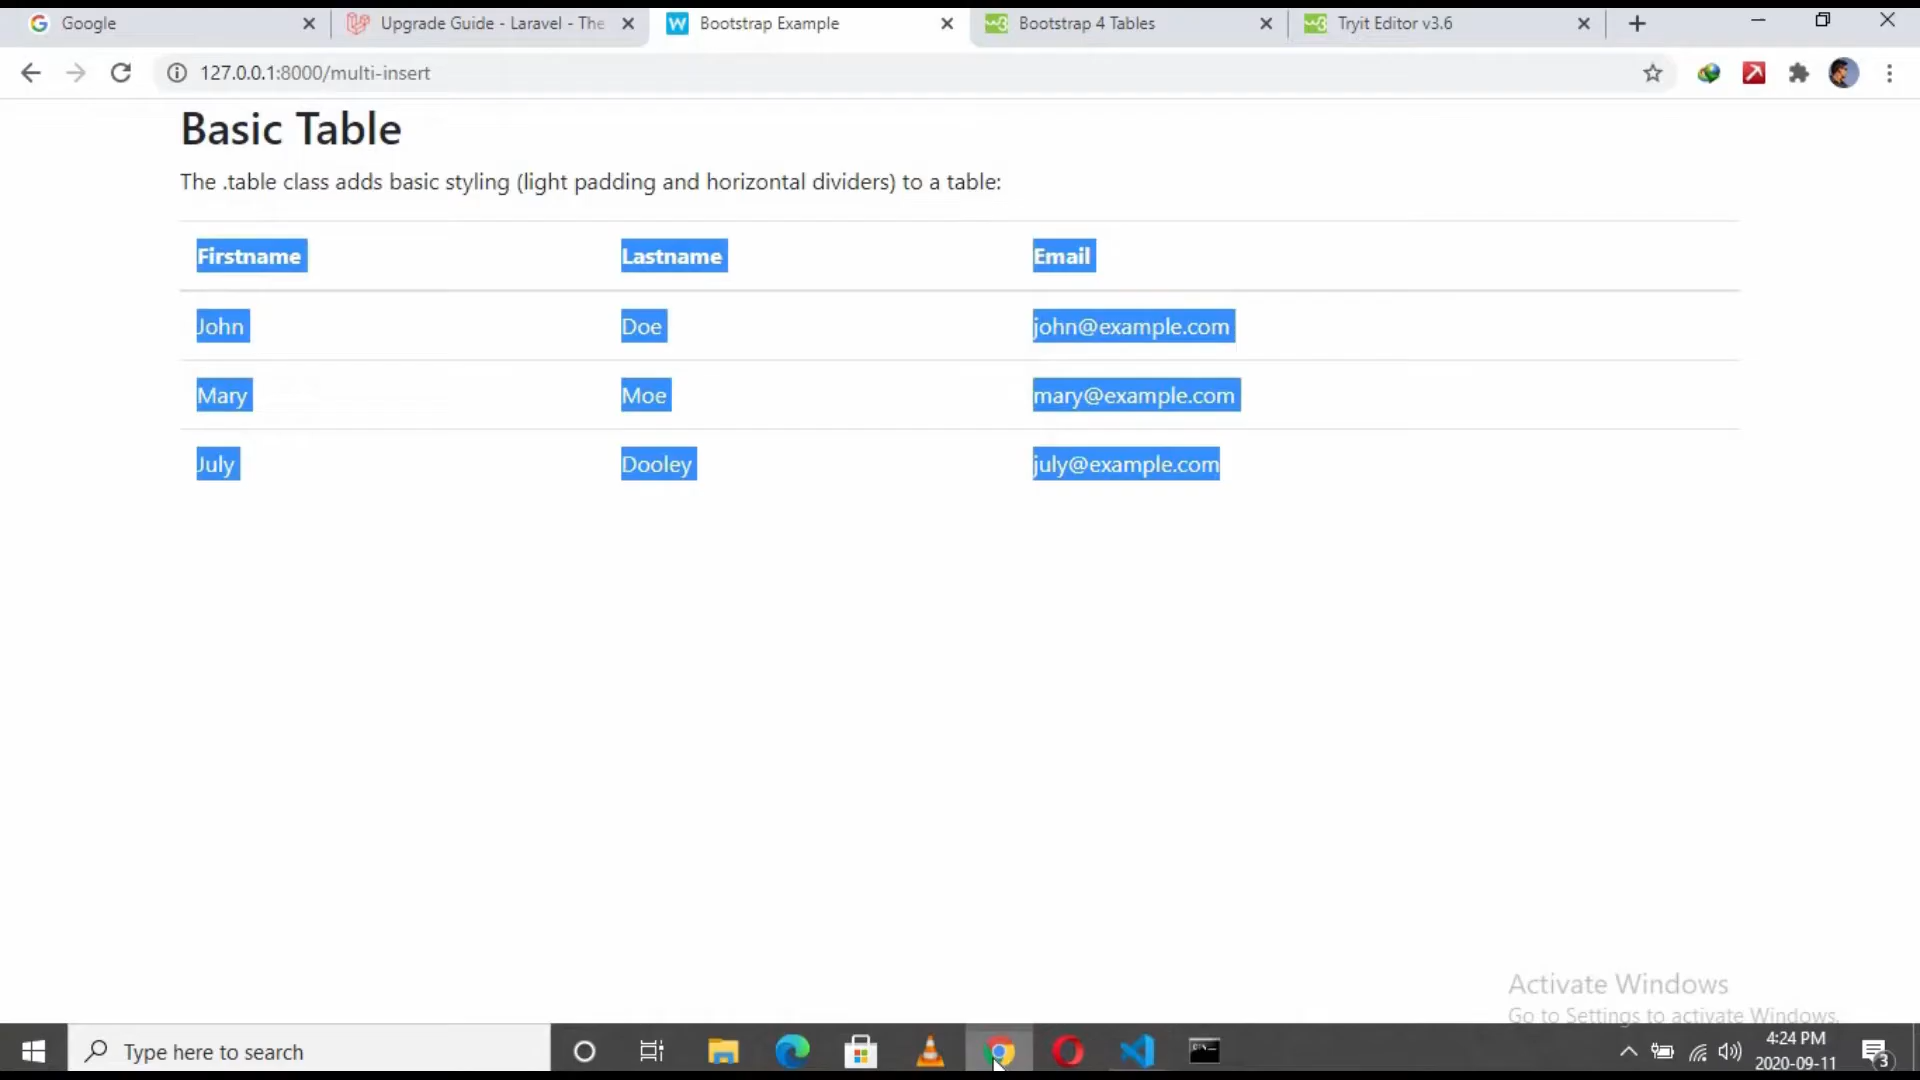 Google
Upgrade Guide - Laravel - The
Bootstrap Example
Bootstrap 4 Tables
Tryit Editor v3.6
127.0.0.1:8000/multi-insert
Basic Table
The .table class adds basic styling (light padding and horizontal dividers) to a table:
Firstname Lastname Email
John Doe john@example.com
Mary Moe mary@example.com
July Dooley july@example.com
Activate Windows
Go to Settings to activate Windows.
Type here to search
4:24 PM
2020-09-11
3